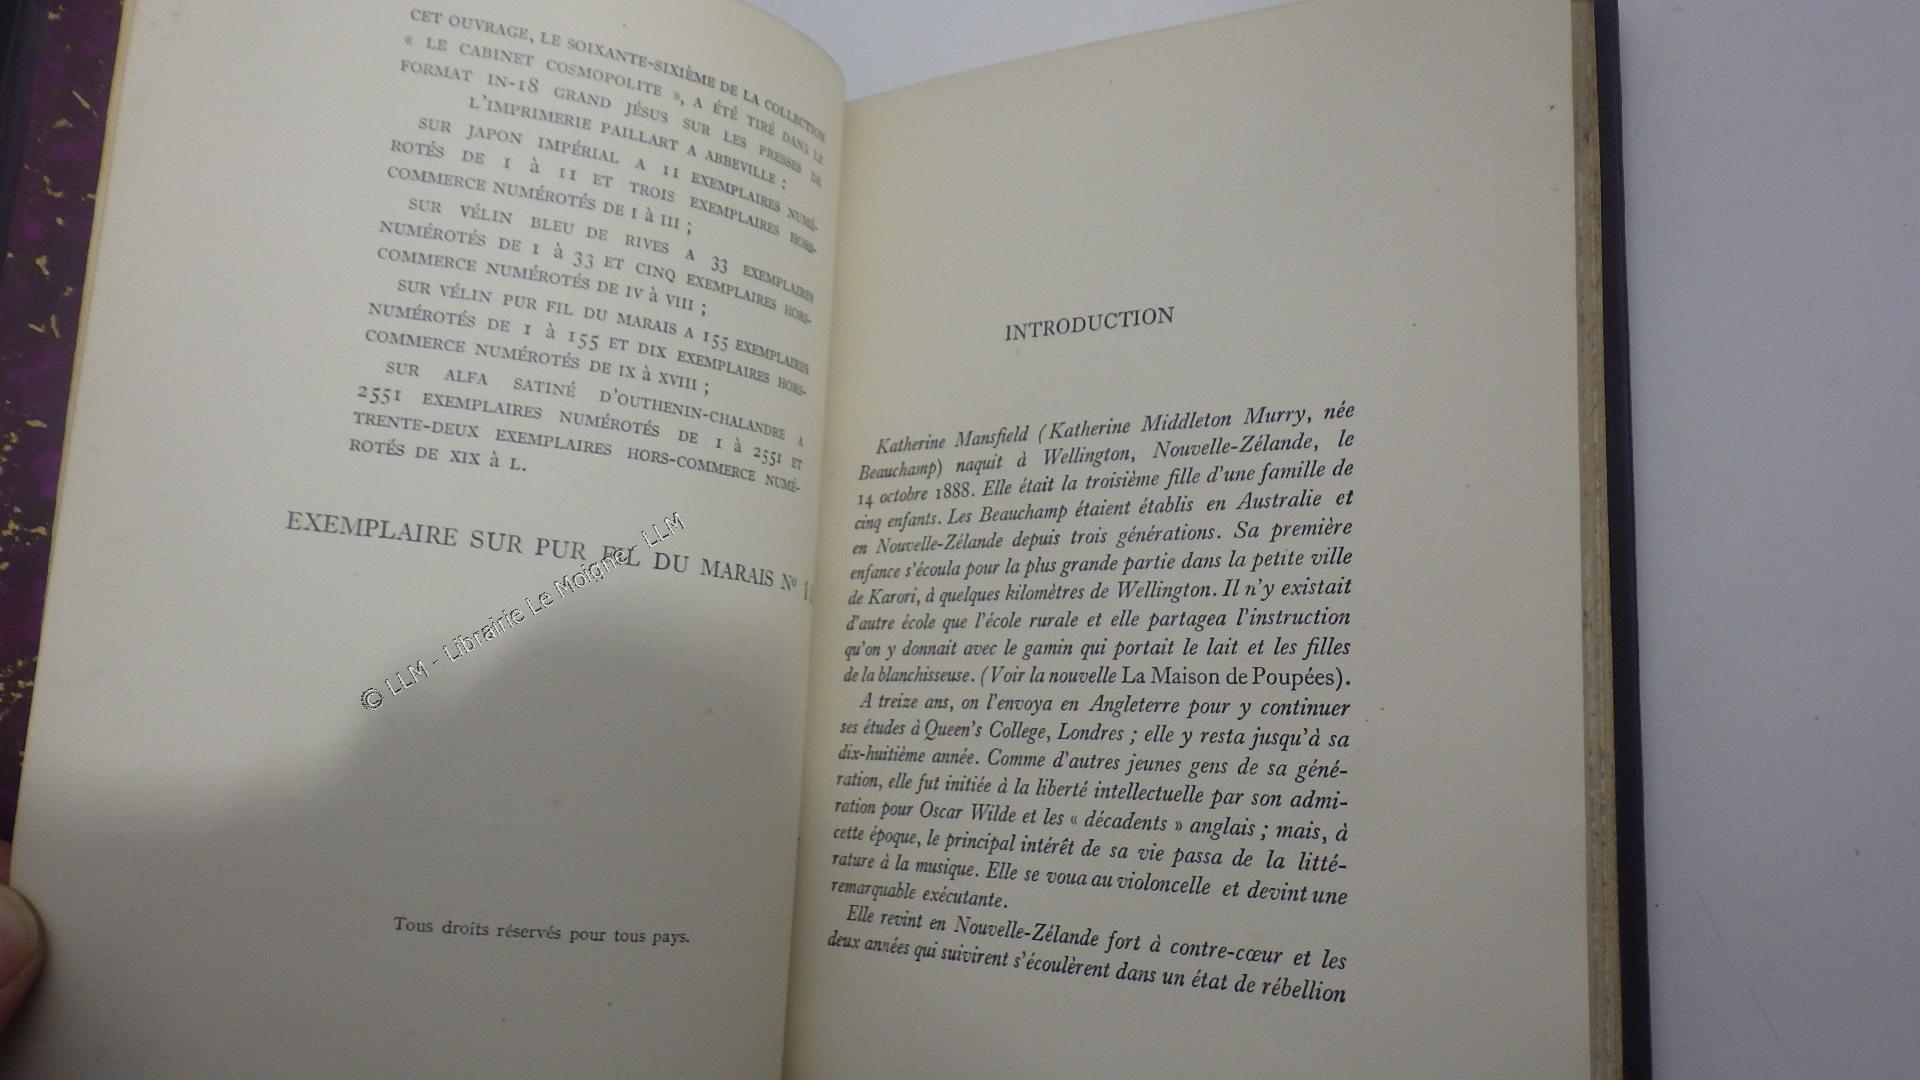 CET OUVRAGE, LE SOIXANTE-SIXIÈME DE LA COLLECTION
« LE CABINET COSMOPOLITE », A ÉTÉ TIRÉ DANS LE
FORMAT IN-18 GRAND JÉSUS SUR LES PRESSES DE
L'IMPRIMERIE PAILLART A ABBEVILLE :
SUR JAPON IMPÉRIAL A 11 EXEMPLAIRES NUMÉ-
ROTÉS DE 1 à 11 ET TROIS EXEMPLAIRES HORS-
COMMERCE NUMÉROTÉS DE I à III ;
SUR VÉLIN BLEU DE RIVES A 33 EXEMPLAIRES
NUMÉROTÉS DE 1 à 33 ET CINQ EXEMPLAIRES HORS-
COMMERCE NUMÉROTÉS DE IV à VIII ;
SUR VÉLIN PUR FIL DU MARAIS A 155 EXEMPLAIRES
NUMÉROTÉS DE 1 à 155 ET DIX EXEMPLAIRES HORS-
COMMERCE NUMÉROTÉS DE IX à XVIII ;
SUR ALFA SATINÉ D'OUTHENIN-CHALANDRE A
2551 EXEMPLAIRES NUMÉROTÉS DE 1 à 2551 ET
TRENTE-DEUX EXEMPLAIRES HORS-COMMERCE NUMÉ-
ROTÉS DE XIX à L.
EXEMPLAIRE SUR PUR FIL DU MARAIS Nº
© LLM - Librairie Le Moigne - LLM
Tous droits réservés pour tous pays.
INTRODUCTION
Katherine Mansfield (Katherine Middleton Murry, née
Beauchamp) naquit à Wellington, Nouvelle-Zélande, le
14 octobre 1888. Elle était la troisième fille d'une famille de
cinq enfants. Les Beauchamp étaient établis en Australie et
en Nouvelle-Zélande depuis trois générations. Sa première
enfance s'écoula pour la plus grande partie dans la petite ville
de Karori, à quelques kilomètres de Wellington. Il n'y existait
d'autre école que l'école rurale et elle partagea l'instruction
qu'on y donnait avec le gamin qui portait le lait et les filles
de la blanchisseuse. (Voir la nouvelle La Maison de Poupées).
A treize ans, on l'envoya en Angleterre pour y continuer
ses études à Queen's College, Londres ; elle y resta jusqu'à sa
dix-huitième année. Comme d'autres jeunes gens de sa géné-
ration, elle fut initiée à la liberté intellectuelle par son admi-
ration pour Oscar Wilde et les « décadents » anglais ; mais, à
cette époque, le principal intérêt de sa vie passa de la litté-
rature à la musique. Elle se voua au violoncelle et devint une
remarquable exécutante.
Elle revint en Nouvelle-Zélande fort à contre-cœur et les
deux années qui suivirent s'écoulèrent dans un état de rébellion